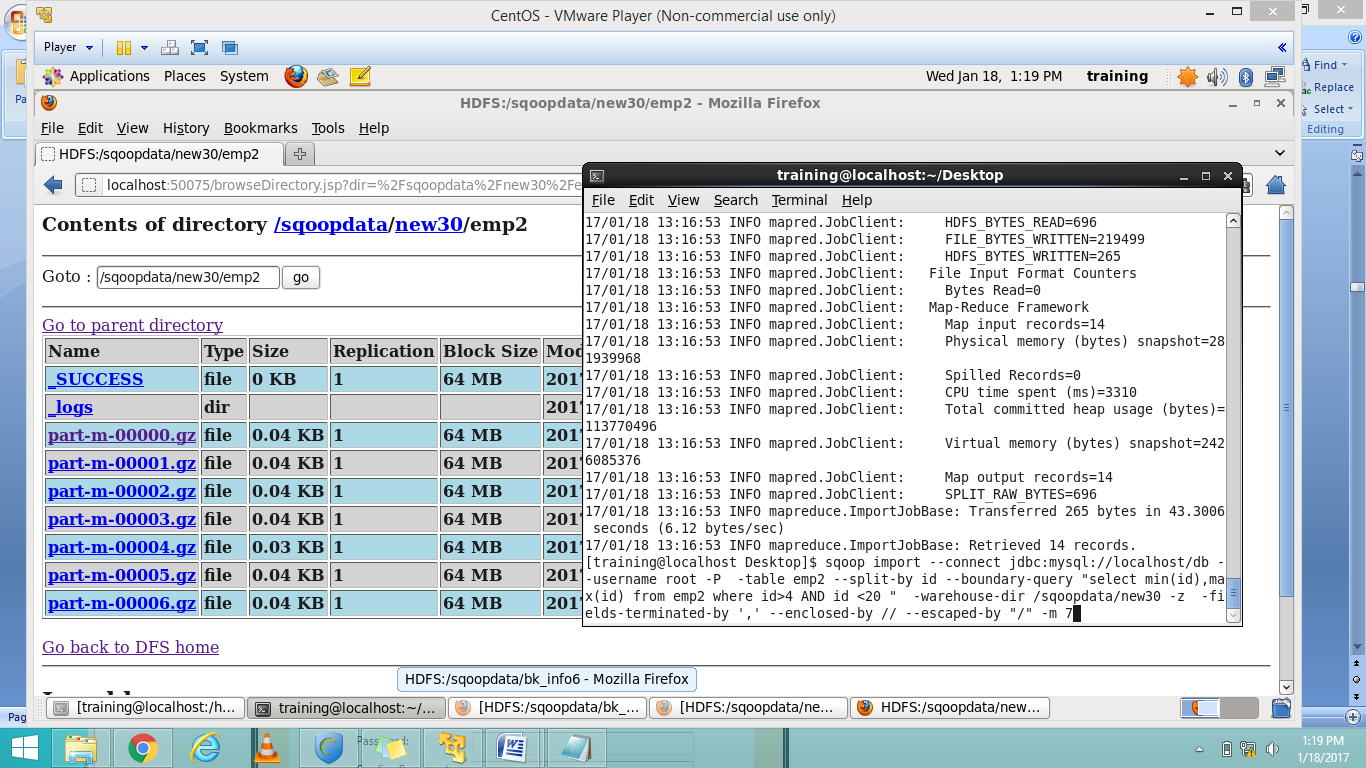 CentOS - VMware Player (Non-commercial use only)
Player
Applications Places System
Wed Jan 18, 1:19 PM training
HDFS:/sqoopdata/new30/emp2 - Mozilla Firefox
File Edit View History Bookmarks Tools Help
HDFS:/sqoopdata/new30/emp2
localhost:50075/browseDirectory.jsp?dir=%2Fsqoopdata%2Fnew30%2Fe
Contents of directory /sqoopdata/new30/emp2
Goto : /sqoopdata/new30/emp2 go
Go to parent directory
Name Type Size Replication Block Size Mod
_SUCCESS file 0 KB 1 64 MB 2017
_logs dir 2017
part-m-00000.gz file 0.04 KB 1 64 MB 2017
part-m-00001.gz file 0.04 KB 1 64 MB 2017
part-m-00002.gz file 0.04 KB 1 64 MB 2017
part-m-00003.gz file 0.04 KB 1 64 MB 2017
part-m-00004.gz file 0.03 KB 1 64 MB 2017
part-m-00005.gz file 0.04 KB 1 64 MB 2017
part-m-00006.gz file 0.04 KB 1 64 MB 2017
Go back to DFS home
training@localhost:~/Desktop
File Edit View Search Terminal Help
17/01/18 13:16:53 INFO mapred.JobClient:     HDFS_BYTES_READ=696
17/01/18 13:16:53 INFO mapred.JobClient:     FILE_BYTES_WRITTEN=219499
17/01/18 13:16:53 INFO mapred.JobClient:     HDFS_BYTES_WRITTEN=265
17/01/18 13:16:53 INFO mapred.JobClient:   File Input Format Counters
17/01/18 13:16:53 INFO mapred.JobClient:     Bytes Read=0
17/01/18 13:16:53 INFO mapred.JobClient:   Map-Reduce Framework
17/01/18 13:16:53 INFO mapred.JobClient:     Map input records=14
17/01/18 13:16:53 INFO mapred.JobClient:     Physical memory (bytes) snapshot=28
1939968
17/01/18 13:16:53 INFO mapred.JobClient:     Spilled Records=0
17/01/18 13:16:53 INFO mapred.JobClient:     CPU time spent (ms)=3310
17/01/18 13:16:53 INFO mapred.JobClient:     Total committed heap usage (bytes)=
113770496
17/01/18 13:16:53 INFO mapred.JobClient:     Virtual memory (bytes) snapshot=242
6085376
17/01/18 13:16:53 INFO mapred.JobClient:     Map output records=14
17/01/18 13:16:53 INFO mapred.JobClient:     SPLIT_RAW_BYTES=696
17/01/18 13:16:53 INFO mapreduce.ImportJobBase: Transferred 265 bytes in 43.3006
 seconds (6.12 bytes/sec)
17/01/18 13:16:53 INFO mapreduce.ImportJobBase: Retrieved 14 records.
[training@localhost Desktop]$ sqoop import --connect jdbc:mysql://localhost/db -
-username root -P  -table emp2 --split-by id --boundary-query "select min(id),ma
x(id) from emp2 where id>4 AND id <20 "  -warehouse-dir /sqoopdata/new30 -z  -fi
elds-terminated-by ',' --enclosed-by // --escaped-by "/" -m 7
HDFS:/sqoopdata/bk_info6 - Mozilla Firefox
[training@localhost:/h...
training@localhost:~/...
[HDFS:/sqoopdata/bk_...
[HDFS:/sqoopdata/ne...
HDFS:/sqoopdata/new...
Find
Replace
Select
Editing
Pa
Pag
Password:
1:19 PM
1/18/2017